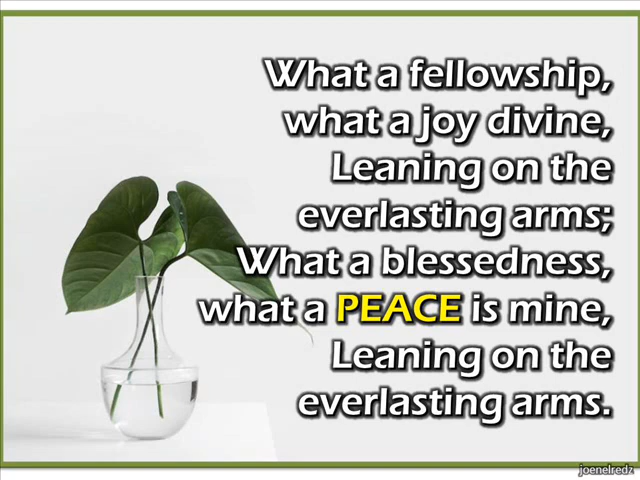 What a fellowship,
what a joy divine,
Leaning on the
everlasting arms;
What a blessedness,
what a PEACE is mine,
Leaning on the
everlasting arms.
joenelredz